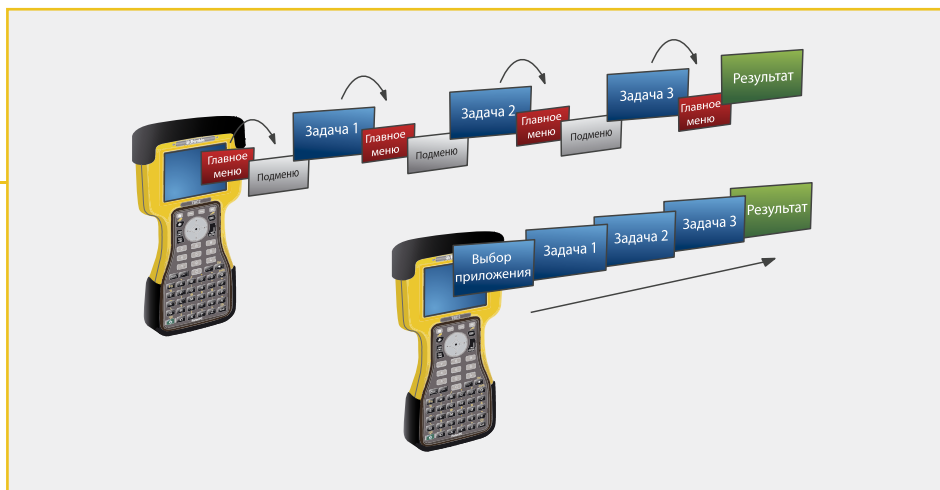 Главное
меню
Подменю
Задача 1
Главное
меню
Подменю
Задача 2
Главное
меню
Подменю
Задача 3
Главное
меню
Результат
Выбор
приложения
Задача 1
Задача 2
Задача 3
Результат